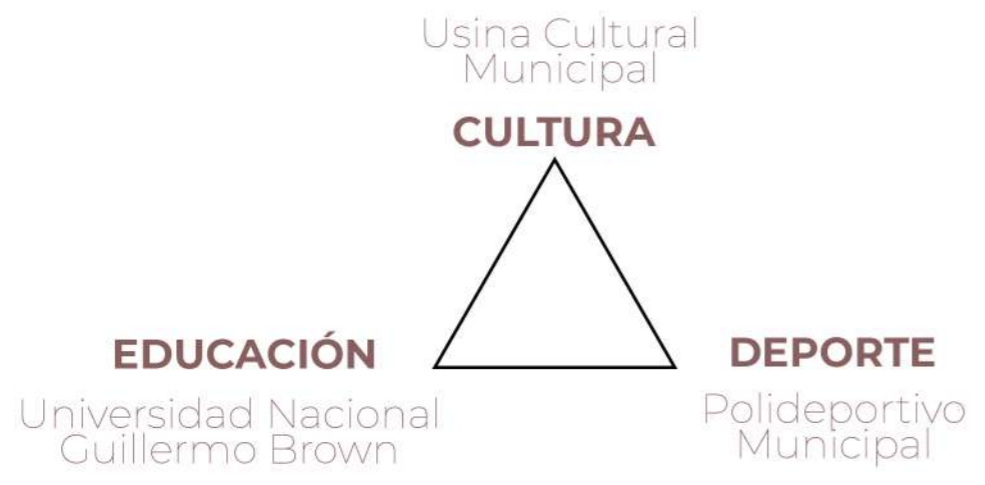 Usina Cultural
Municipal
CULTURA
EDUCACIÓN
Universidad Nacional
Guillermo Brown
DEPORTE
Polideportivo
Municipal